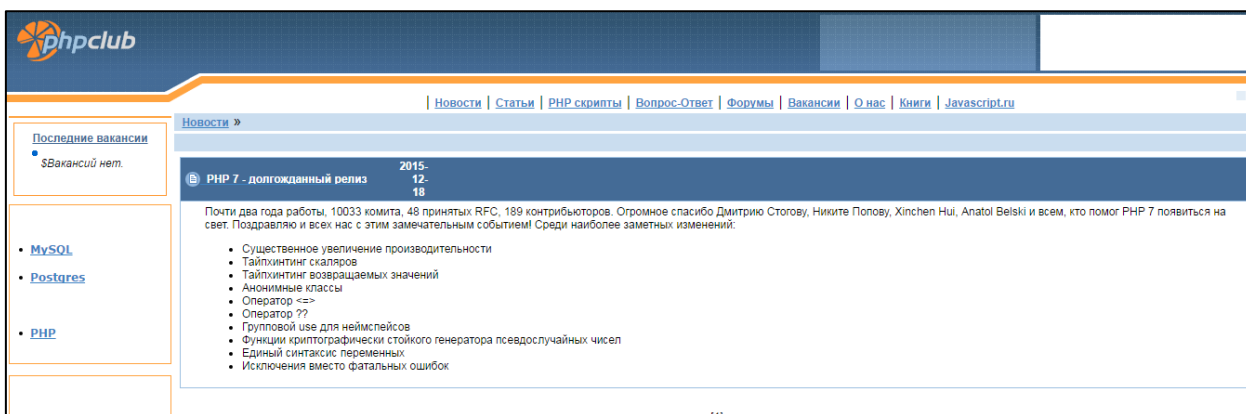 phpclub
| Новости | Статьи | PHP скрипты | Вопрос-Ответ | Форумы | Вакансии | О нас | Книги | Javascript.ru
Последние вакансии
$Вакансий нет.
• MySQL
• Postgres
• PHP
Новости »
PHP 7 - долгожданный релиз
2015-
12-
18
Почти два года работы, 10033 комита, 48 принятых RFC, 189 контрибьюторов. Огромное спасибо Дмитрию Стогову, Никите Попову, Xinchen Hui, Anatol Belski и всем, кто помог PHP 7 появиться на
свет. Поздравляю и всех нас с этим замечательным событием! Среди наиболее заметных изменений:
• Существенное увеличение производительности
• Тайпхинтинг скаляров
• Тайпхинтинг возвращаемых значений
• Анонимные классы
• Оператор <=>
• Оператор ??
• Групповой use для неймспейсов
• Функции криптографически стойкого генератора псевдослучайных чисел
• Единый синтаксис переменных
• Исключения вместо фатальных ошибок